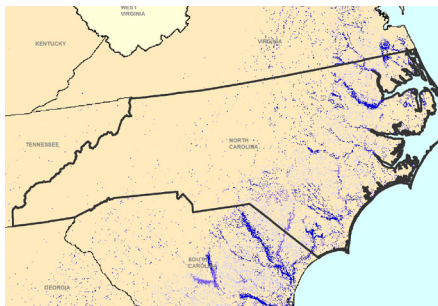 WEST
VIRGINIA
KENTUCKY
VIRGINIA
TENNESSEE
NORTH
CAROLINA
SOUTH
CAROLINA
GEORGIA